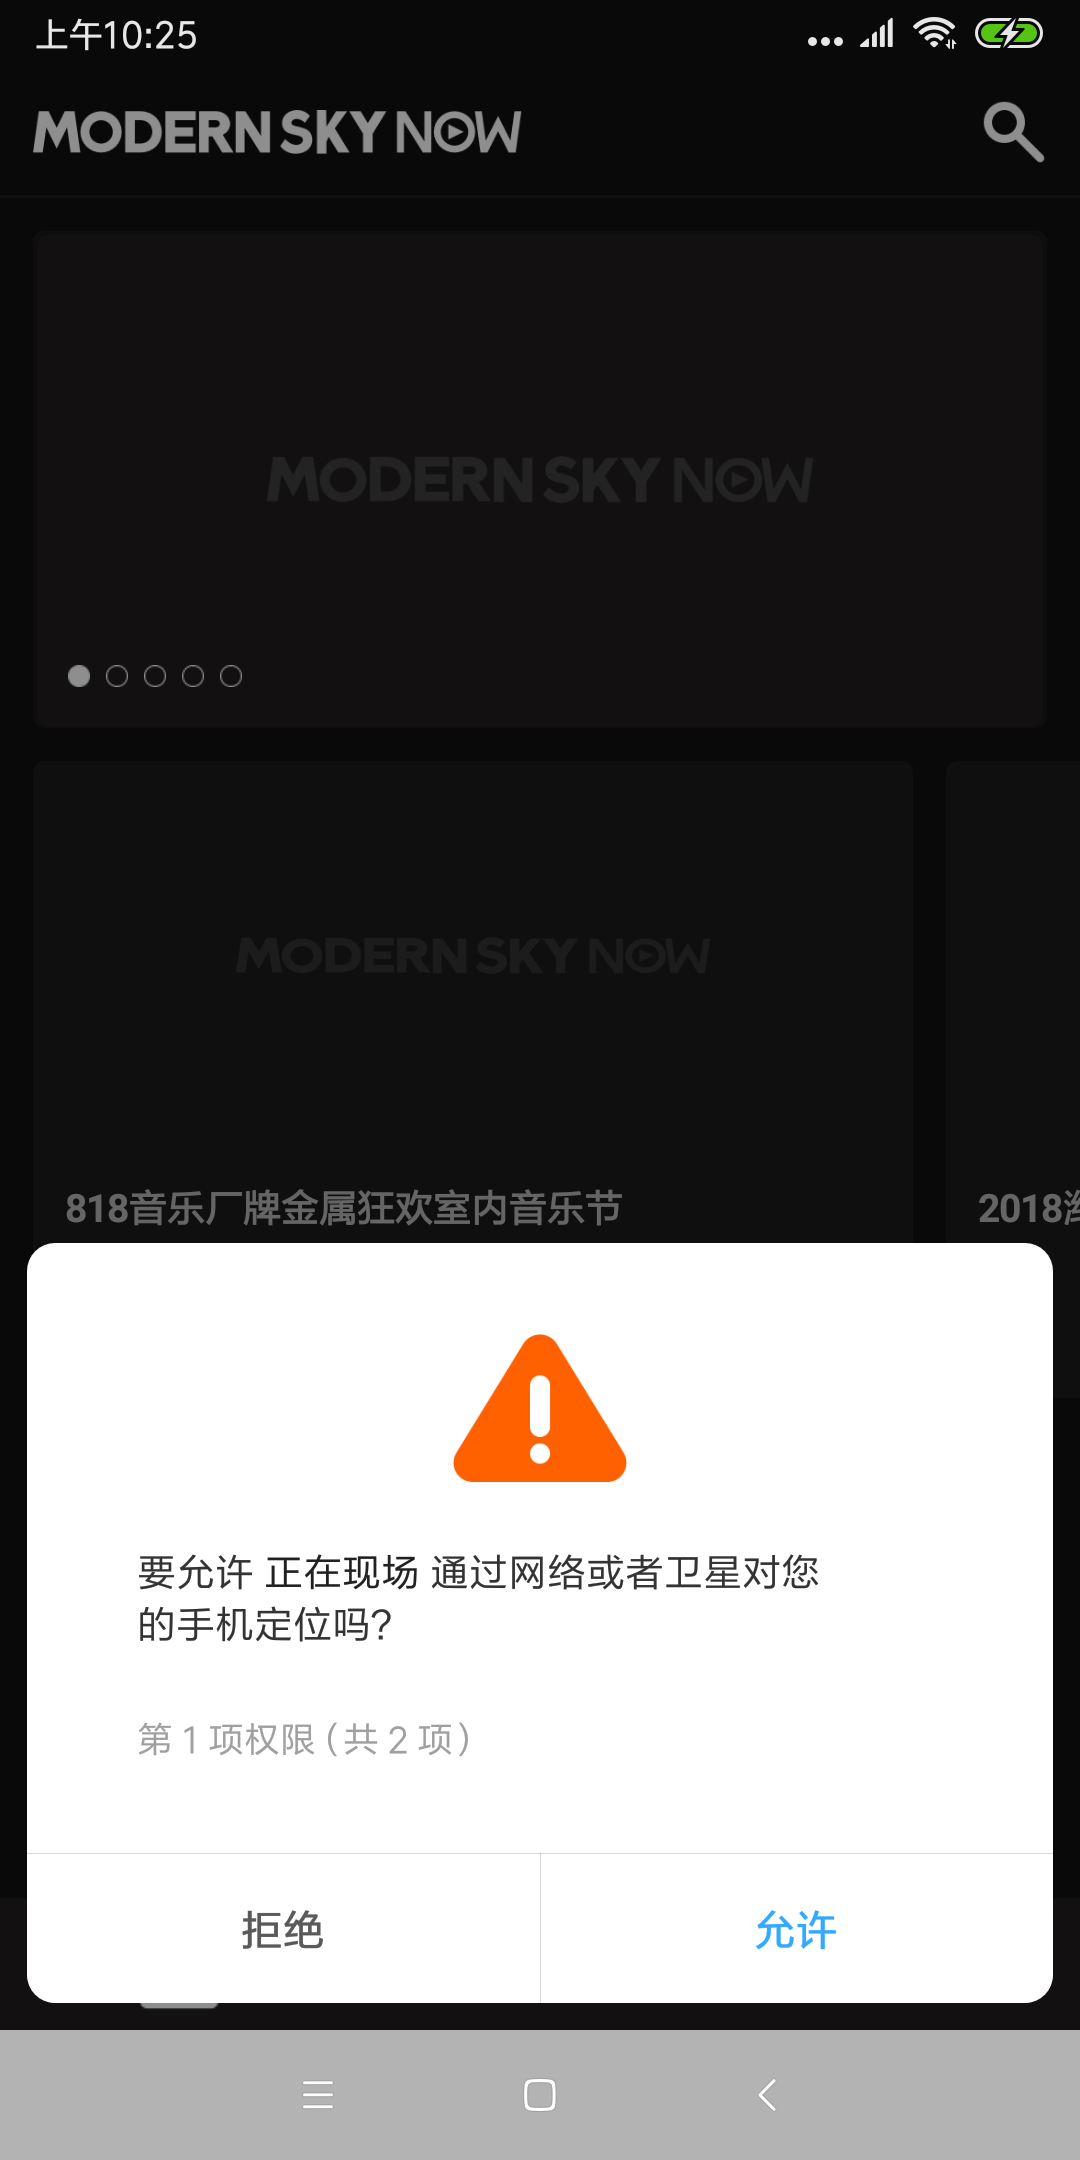 上午10:25
MODERN SKY NOW
MODERN SKY NOW
MODERN SKY NOW
818音乐厂牌金属狂欢室内音乐节
2018
要允许 正在现场 通过网络或者卫星对您
的手机定位吗?
第 1 项权限 (共 2 项)
拒绝
允许